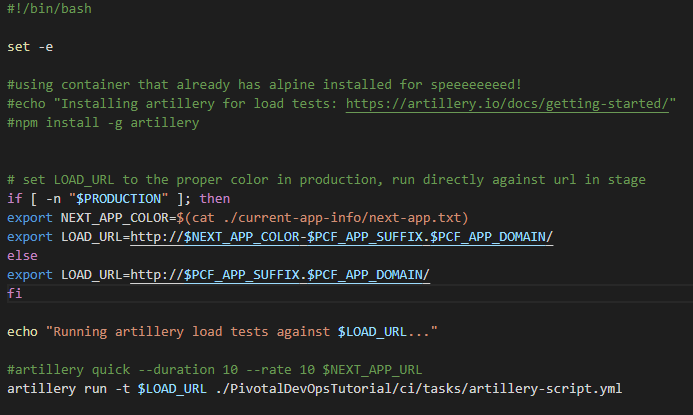 #!/bin/bash
set -e
#using container that already has alpine installed for speeeeeeeed!
#echo "Installing artillery for load tests: https://artillery.io/docs/getting-started/"
#npm install -g artillery
# set LOAD_URL to the proper color in production, run directly against url in stage
if [ -n "$PRODUCTION" ]; then
export NEXT_APP_COLOR=$(cat ./current-app-info/next-app.txt)
export LOAD_URL=http://$NEXT_APP_COLOR-$PCF_APP_SUFFIX.$PCF_APP_DOMAIN/
else
export LOAD_URL=http://$PCF_APP_SUFFIX.$PCF_APP_DOMAIN/
fi
echo "Running artillery load tests against $LOAD_URL..."
#artillery quick --duration 10 --rate 10 $NEXT_APP_URL
artillery run -t $LOAD_URL ./PivotalDevOpsTutorial/ci/tasks/artillery-script.yml